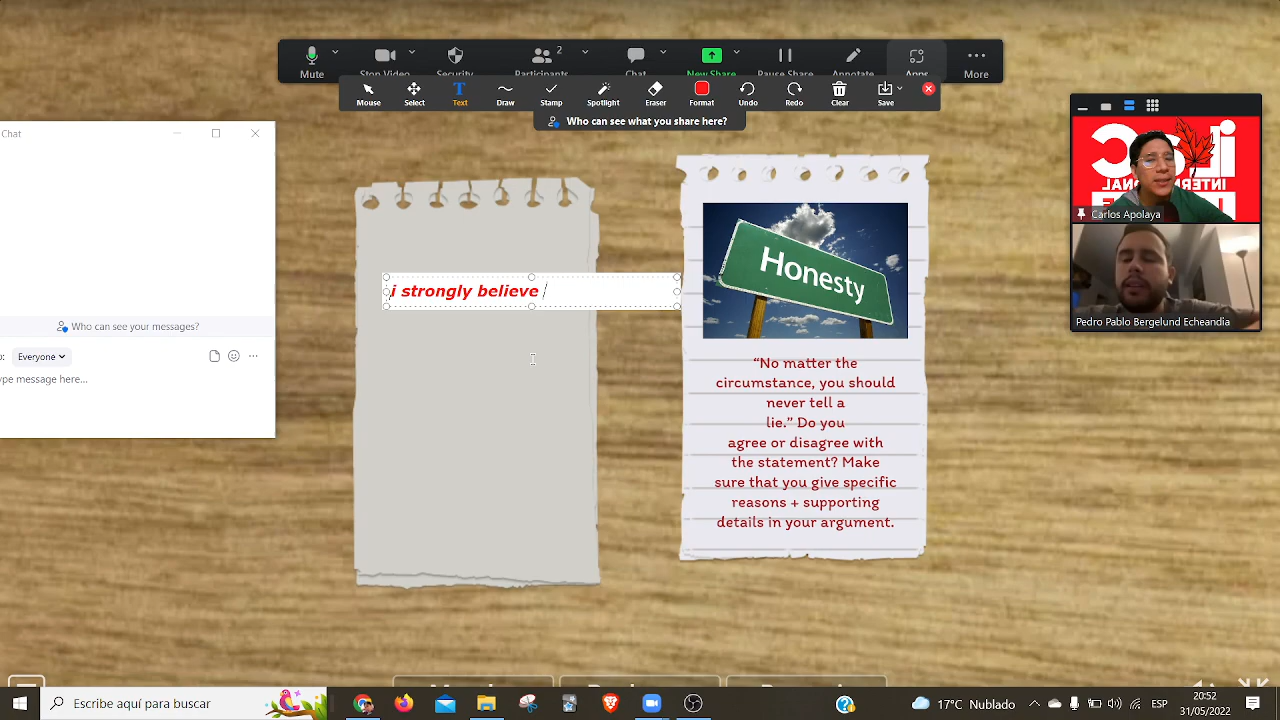 2
Mute
Stop Video
Security
Participants
Chat
New Share
Pause Share
Annotate
Apps
More
Mouse
Select
Text
Draw
Stamp
Spotlight
Eraser
Format
Undo
Redo
Clear
Save
Who can see what you share here?
Chat
Who can see your messages?
Everyone
ype message here...
i strongly believe
Honesty
“No matter the
circumstance, you should
never tell a
lie.” Do you
agree or disagree with
the statement? Make
sure that you give specific
reasons + supporting
details in your argument.
Carlos Apolaya
Pedro Pablo Bergelund Echeandia
Escribe aquí para buscar
17°C Nublado
ESP
20:52
31/05/2022